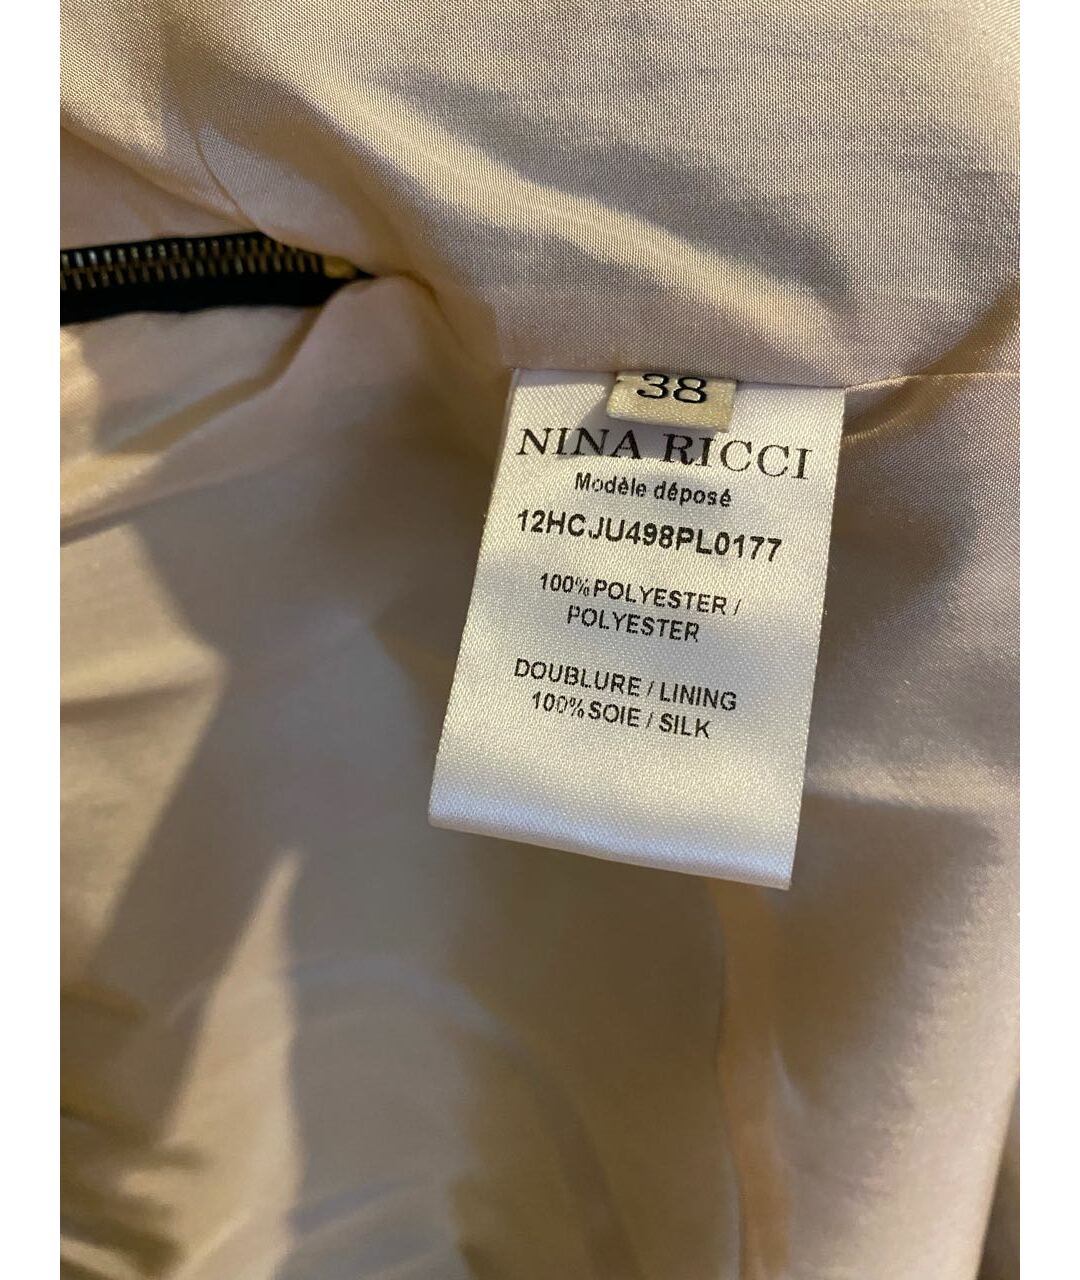 38
NINA RICCI
Modèle déposé
12HCJU498PL0177
100% POLYESTER /
POLYESTER
DOUBLURE / LINING
100% SOIE / SILK